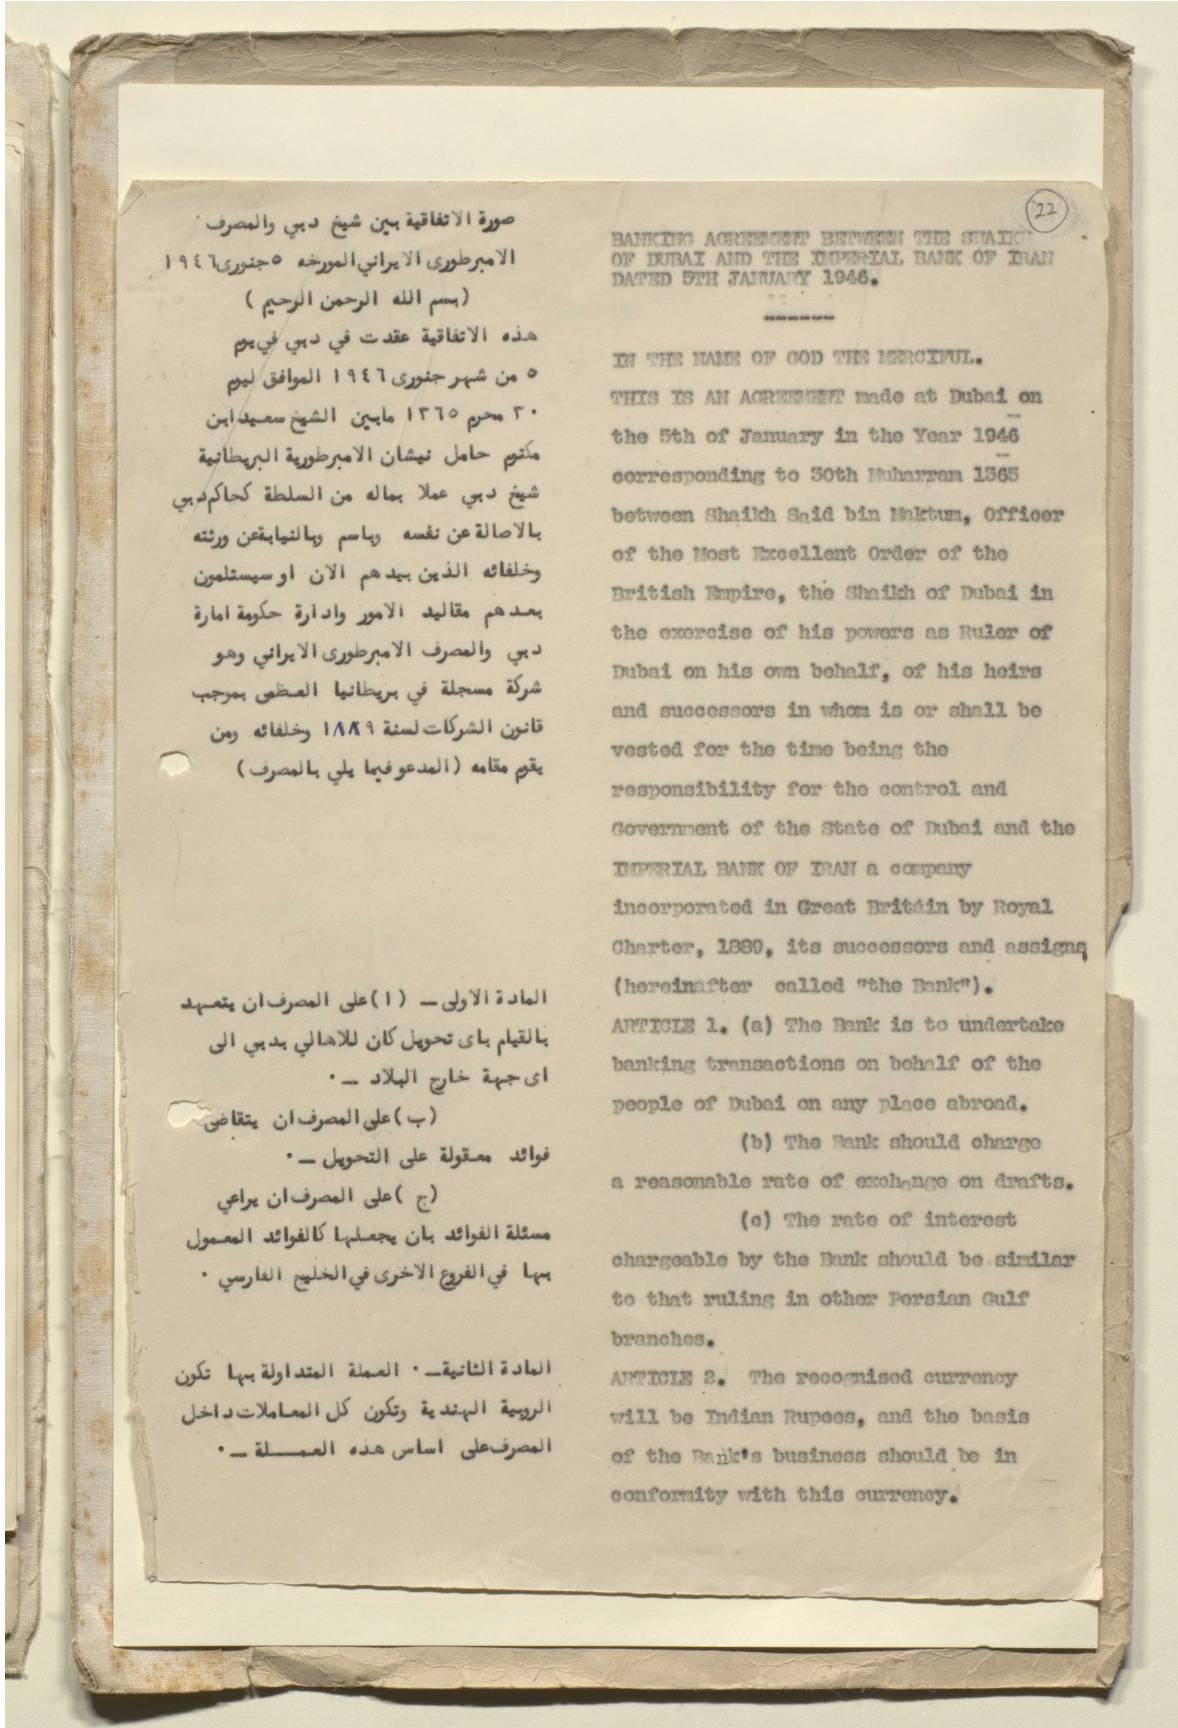 22
صورة الاتفاقية بين شيخ دبي والمصرف
الامبرطورى الايراني المورخه ٥ جنورى ١٩٤٦
(بسم الله الرحمن الرحيم )
هذه الاتفاقية عقدت في دبي في يوم
٥ من شهر جنورى ١٩٤٦ الموافق ليوم
٣٠ محرم ١٣٦٥ مابين الشيخ سعيد ابن
مكتوم حامل نيشان الامبرطورية البريطانية
شيخ دبي عملا بماله من السلطة كحاكم دبي
بالاصالة عن نفسه وباسم وبالنيابة عن ورثته
وخلفائه الذين بيدهم الان او سيستلمون
بعدهم مقاليد الامور وادارة حكومة امارة
دبي والمصرف الامبرطورى الايراني وهو
شركة مسجلة في بريطانيا العظمى بموجب
قانون الشركات لسنة ١٨٨٩ وخلفائه ومن
يقوم مقامه (المدعو فيما يلي بالمصرف)
المادة الاولى — (ا) على المصرف ان يتعهد
بالقيام باى تحويل كان للاهالي بدبي الى
اى جهة خارج البلاد — ٠
(ب) على المصرف ان يتقاضى
فوائد معقولة على التحويل — ٠
(ج ) على المصرف ان يراعي
مسئلة الفوائد بان يجعلها كالفوائد المعمول
بها في الفروع الاخرى في الخليج الفارسي ٠
المادة الثانية — ٠ العملة المتداولة بها تكون
الروبية الهندية وتكون كل المعاملات داخل
المصرف على اساس هذه العمـــلة — ٠
BANKING AGREEMENT BETWEEN THE SHAIKH
OF DUBAI AND THE IMPERIAL BANK OF IRAN
DATED 5TH JANUARY 1946.
-------
IN THE NAME OF GOD THE MERCIFUL.
THIS IS AN AGREEMENT made at Dubai on
the 5th of January in the Year 1946
corresponding to 30th Muharram 1365
between Shaikh Said bin Maktum, Officer
of the Most Excellent Order of the
British Empire, the Shaikh of Dubai in
the exercise of his powers as Ruler of
Dubai on his own behalf, of his heirs
and successors in whom is or shall be
vested for the time being the
responsibility for the control and
Government of the State of Dubai and the
IMPERIAL BANK OF IRAN a company
incorporated in Great Britain by Royal
Charter, 1889, its successors and assigns
(hereinafter called "the Bank").
ARTICLE 1. (a) The Bank is to undertake
banking transactions on behalf of the
people of Dubai on any place abroad.
(b) The Bank should charge
a reasonable rate of exchange on drafts.
(c) The rate of interest
chargeable by the Bank should be similar
to that ruling in other Persian Gulf
branches.
ARTICLE 2. The recognised currency
will be Indian Rupees, and the basis
of the Bank's business should be in
conformity with this currency.